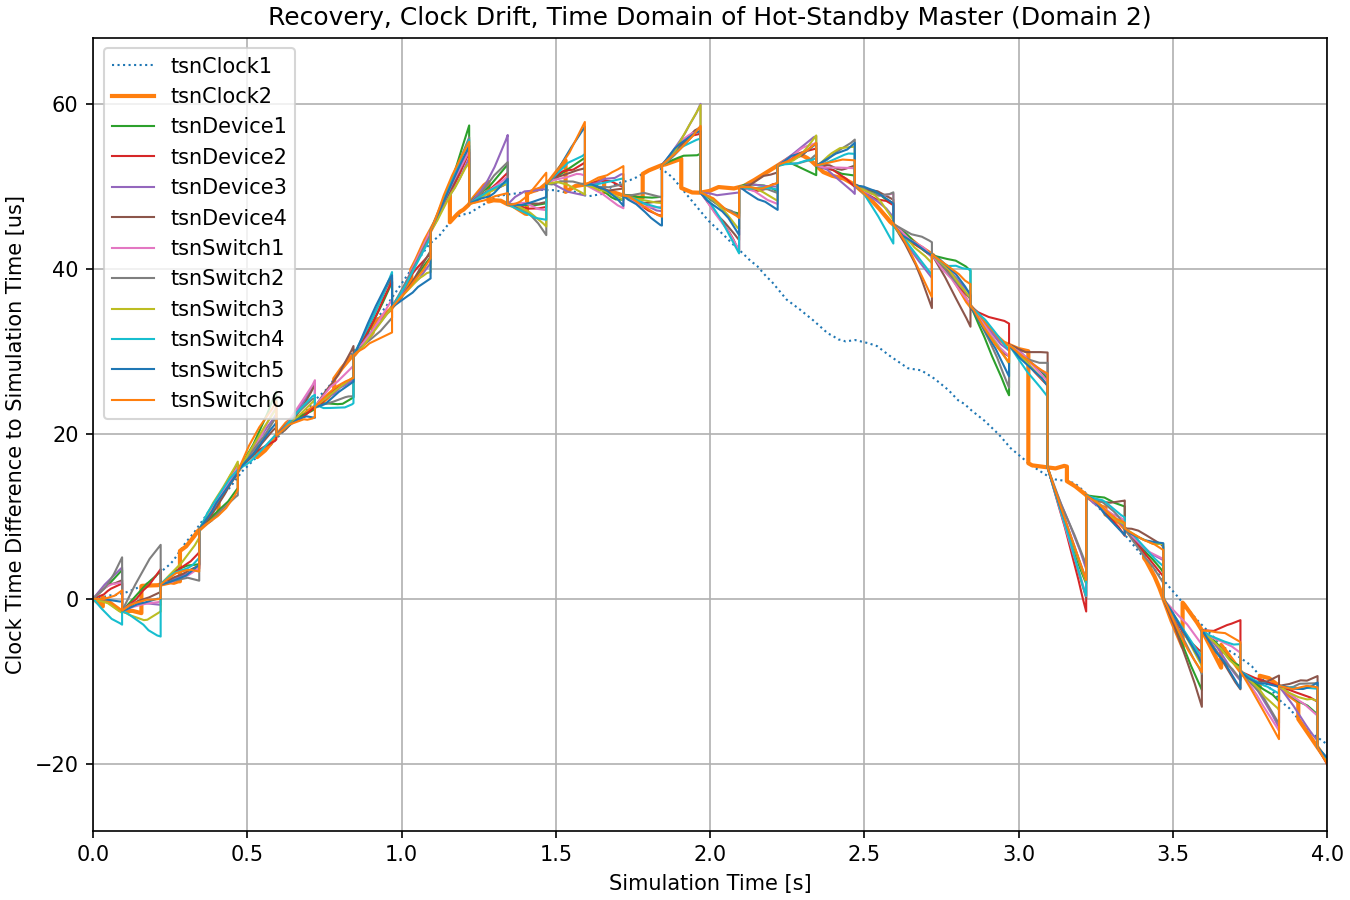 Recovery, Clock Drift, Time Domain of Hot-Standby Master (Domain 2)
Clock Time Difference to Simulation Time [us]
60
40
20
0
−20
tsnClock1
tsnClock2
tsnDevice1
tsnDevice2
tsnDevice3
tsnDevice4
tsnSwitch1
tsnSwitch2
tsnSwitch3
tsnSwitch4
tsnSwitch5
tsnSwitch6
0.0 0.5 1.0 1.5 2.0 2.5 3.0 3.5 4.0
Simulation Time [s]